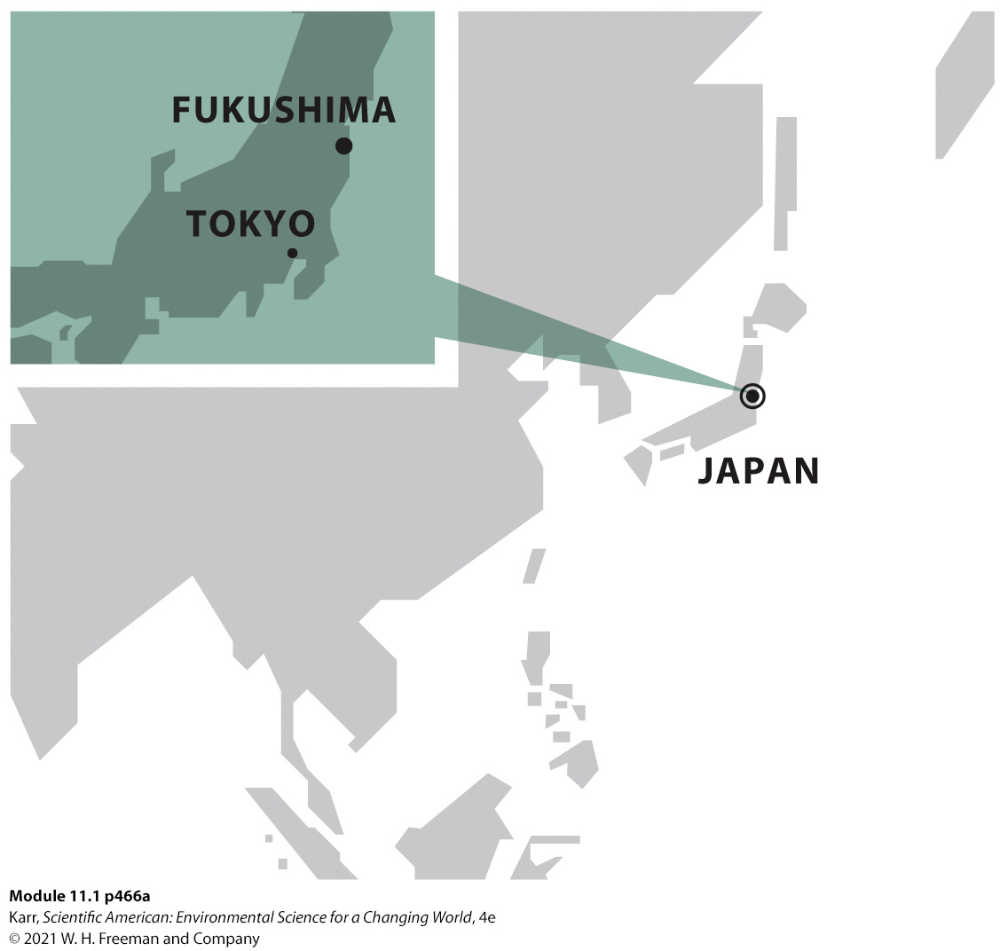 FUKUSHIMA
TOKYO
JAPAN
Module 11.1 p466a
Karr, Scientific American: Environmental Science for a Changing World, 4e
© 2021 W. H. Freeman and Company